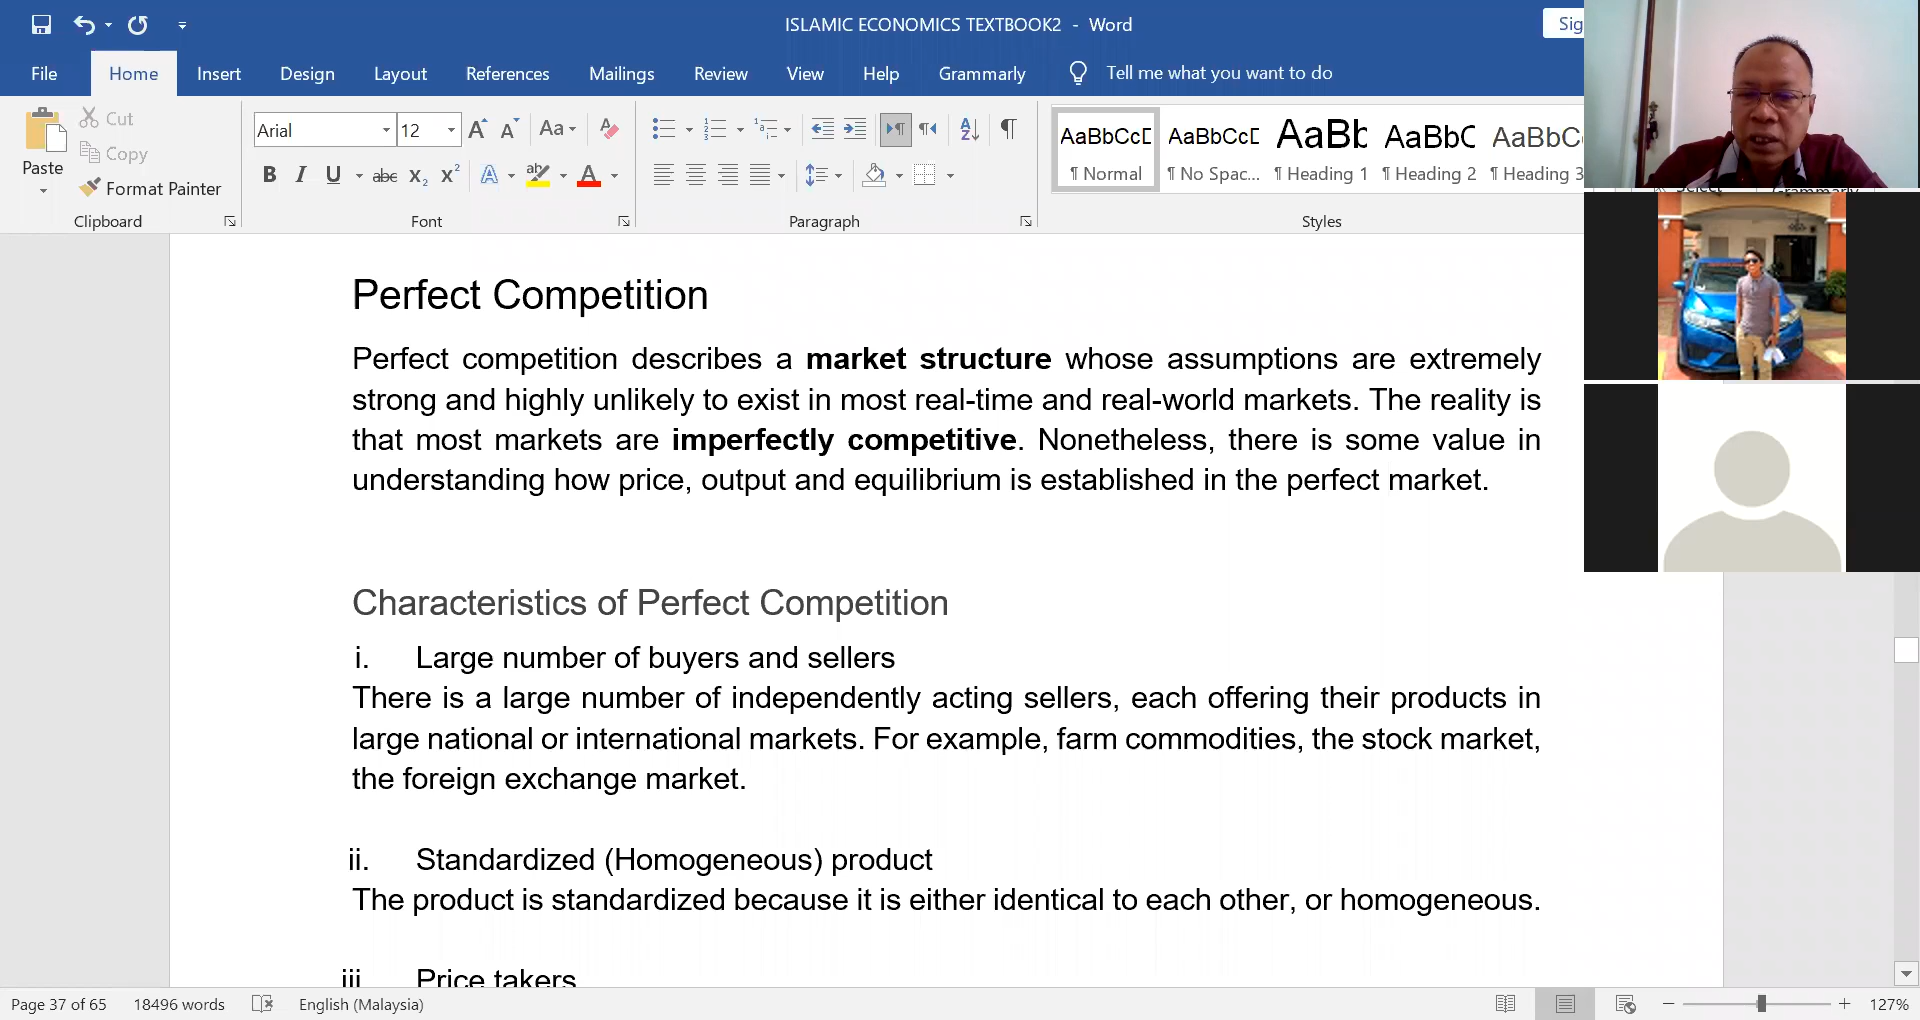 ISLAMIC ECONOMICS TEXTBOOK2 - Word
Sig
File Home Insert Design Layout References Mailings Review View Help Grammarly Tell me what you want to do
Paste
Cut
Copy
Format Painter
Clipboard
Arial 12
Font
Paragraph
AaBbCcD AaBbCcD AaBb AaBbC AaBbC
¶ Normal ¶ No Spac... ¶ Heading 1 ¶ Heading 2 ¶ Heading 3
Styles
Select Grammarly
Perfect Competition
Perfect competition describes a market structure whose assumptions are extremely
strong and highly unlikely to exist in most real-time and real-world markets. The reality is
that most markets are imperfectly competitive. Nonetheless, there is some value in
understanding how price, output and equilibrium is established in the perfect market.
Characteristics of Perfect Competition
i. Large number of buyers and sellers
There is a large number of independently acting sellers, each offering their products in
large national or international markets. For example, farm commodities, the stock market,
the foreign exchange market.
ii. Standardized (Homogeneous) product
The product is standardized because it is either identical to each other, or homogeneous.
iii Price takers
Page 37 of 65 18496 words English (Malaysia) 127%